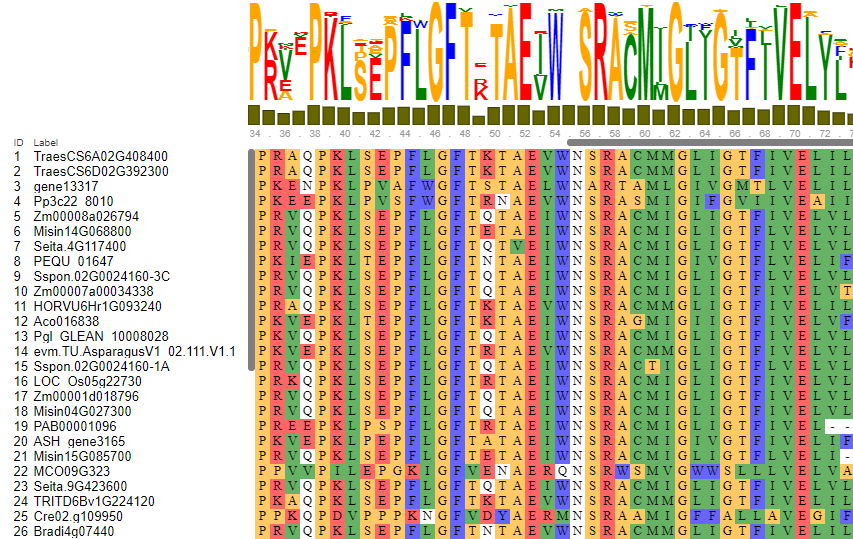 34 . 36 . 38 . 40 . 42 . 44 . 46 . 48 . 50 . 52 . 54 . 56 . 58 . 60 . 62 . 64 . 66 . 68 . 70 . 72 .
ID Label
1 TraesCS6A02G408400 P R A Q P K L S E P F L G F T K T A E V W N S R A C M M G L I G T F I V E L I L
2 TraesCS6D02G392300 P R A Q P K L S E P F L G F T K T A E V W N S R A C M M G L I G T F I V E L I L
3 gene13317 P K E N P K L P V A F W G F T S T A E L W N A R T A M L G I V G M T L V E L I L
4 Pp3c22 8010 P K E E P K L P V S F W G F T R N A E V W N S R A S M I G I F G V I I V E A I I
5 Zm00008a026794 P R V Q P K L S E P F L G F T Q T A E I W N S R A C M I G L I G T F L V E L V L
6 Misin14G068800 P R V Q P K L S E P F L G F T E T A E I W N S R A C M I G L I G T F I V E L V L
7 Seita.4G117400 P R V Q P K L S E P F L G F T Q T V E I W N S R A C M I G L I G T F I V E L V L
8 PEQU 01647 P K I E P K L T E P F L G F T N T A E I W N S R A C M I G L I G T F I V E L I F
9 Sspon.02G0024160-3C P R V Q P K L S E P F L G F T Q T A E I W N S R A C M I G L I G T F I V E L V L
10 Zm00007a00034338 P R V Q P K L S E P F L G F T Q T A E I W N S R A C M I G L I G T F L V E L V T
11 HORVU6Hr1G093240 P R A Q P K L S E P F L G F T K T A E V W N S R A C M M G L I G T F I V E L I L
12 Aco016838 P K V E P K L T E P F L G F T K T A E I W N S R A G M I G I I G T F I V E L V F
13 Pgl GLEAN 10008028 P K V Q P K L S E P F L G F T Q T A E I W N S R A C M I G L I G T F I V E L V L
14 evm.TU.AsparagusV1 02.111.V1.1 P K V E P K L S E P F L G F T R T A E V W N S R A C M M G L I G T F I V E L I L
15 Sspon.02G0024160-1A P R V Q P K L S E P F L G F T Q T A E I W N S R A C T I G L I G T F I V E L V L
16 LOC Os05g22730 P R K Q P K L S E P F L G F T R T A E I W N S R A C M I G L I G T F I V E L I L
17 Zm00001d018796 P R V Q P K L S E P F L G F T Q T A E I W N S R A C M I G L I G T F L V E L V L
18 Misin04G027300 P R V Q P K L S E P F L G F T Q T A E I W N S R A C M I G L I G T F I V E L V L
19 PAB00001096 P R E E P K L P S P F L G F T R T A E I W N S R A C M I G L I G T F I V E L - -
20 ASH gene3165 P K V E P K L S E P F L G F T A T A E I W N S R A C M I G L V G T F I V E L I F
21 Misin15G085700 P R V Q P K L S E P F L G F T E T A E I W N S R A C M I G L I G T F I V E L I -
22 MCO09G323 P P V V P I L E P G K I G F V E N A E R Q N S R W S M V G W W S L L L V E L V A
23 Seita.9G423600 P R V Q P K L S E P F L G F T Q T A E I W N S R A C M I G L I G T F I V E L V L
24 TRITD6Bv1G224120 P K A Q P K L S E P F L G F T K T A E V W N S R A C M M G L I G T F I V E L I L
25 Cre02.g109950 P P K Q P D V P P P K N G F V D Y A E R M N S R A A M I G F F A L L A V E G I F
26 Bradi4g07440 P R V Q P K L S E P F L G F T N T A E I W N S R A C M M G L I G T F I V E L I L